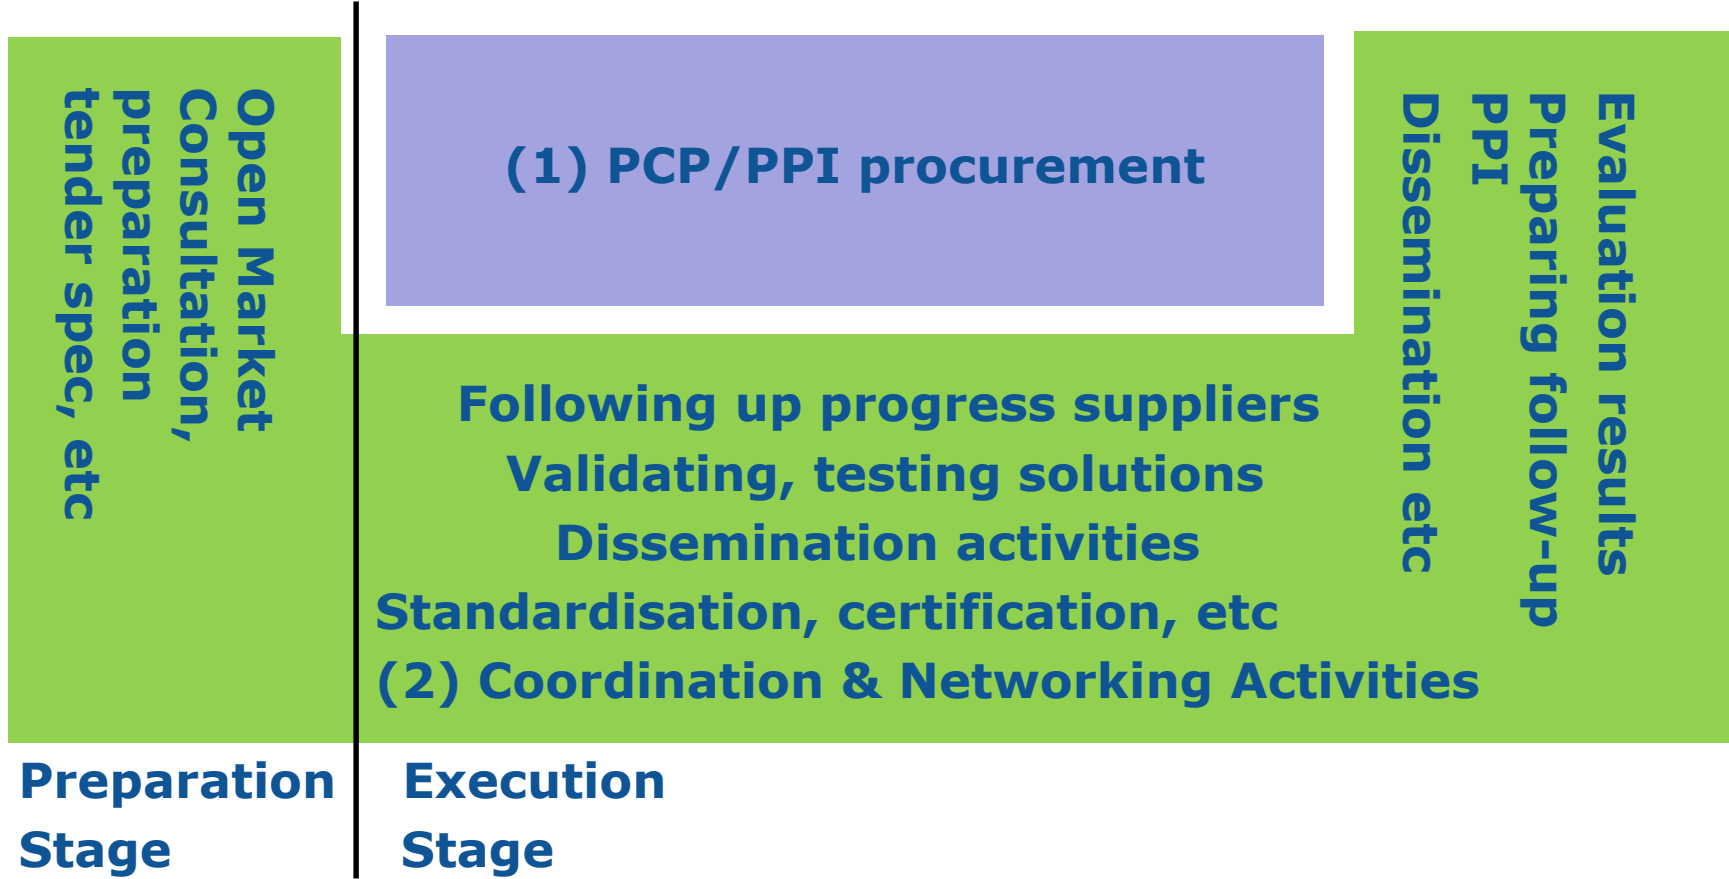 Open Market
Consultation,
preparation
tender spec, etc
(1) PCP/PPI procurement
Following up progress suppliers
Validating, testing solutions
Dissemination activities
Standardisation, certification, etc
(2) Coordination & Networking Activities
Evaluation results
Preparing follow-up
PPI
Dissemination etc
Preparation
Stage
Execution
Stage